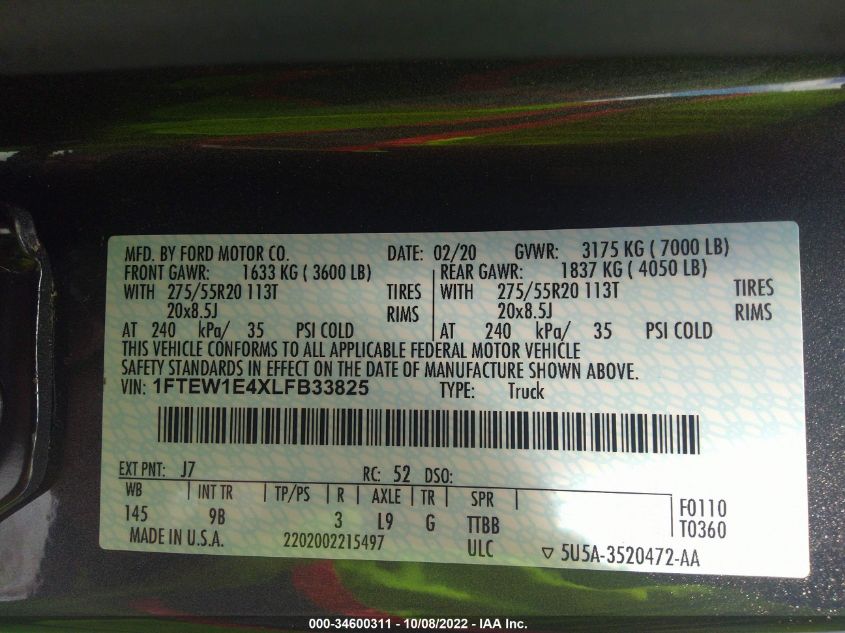 MFD. BY FORD MOTOR CO. DATE: 02/20 GVWR: 3175 KG ( 7000 LB)
FRONT GAWR: 1633 KG ( 3600 LB) REAR GAWR: 1837 KG ( 4050 LB)
WITH 275/55R20 113T TIRES WITH 275/55R20 113T TIRES
20x8.5J RIMS 20x8.5J RIMS
AT 240 kPa/ 35 PSI COLD AT 240 kPa/ 35 PSI COLD
THIS VEHICLE CONFORMS TO ALL APPLICABLE FEDERAL MOTOR VEHICLE
SAFETY STANDARDS IN EFFECT ON THE DATE OF MANUFACTURE SHOWN ABOVE.
VIN: 1FTEW1E4XLFB33825 TYPE: Truck
EXT PNT: J7 RC: 52 DSO:
WB INT TR TP/PS R AXLE TR SPR F0110
145 9B 3 L9 G TTBB T0360
MADE IN U.S.A. 2202002215497 ULC ▽ 5U5A-3520472-AA
000-34600311 - 10/08/2022 - IAA Inc.